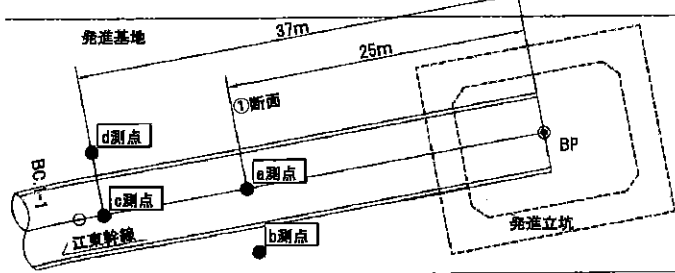 発進基地
37m
25m
①断面
d測点
a測点
BP
BC.1-1
c測点
江東幹線
b測点
発進立坑